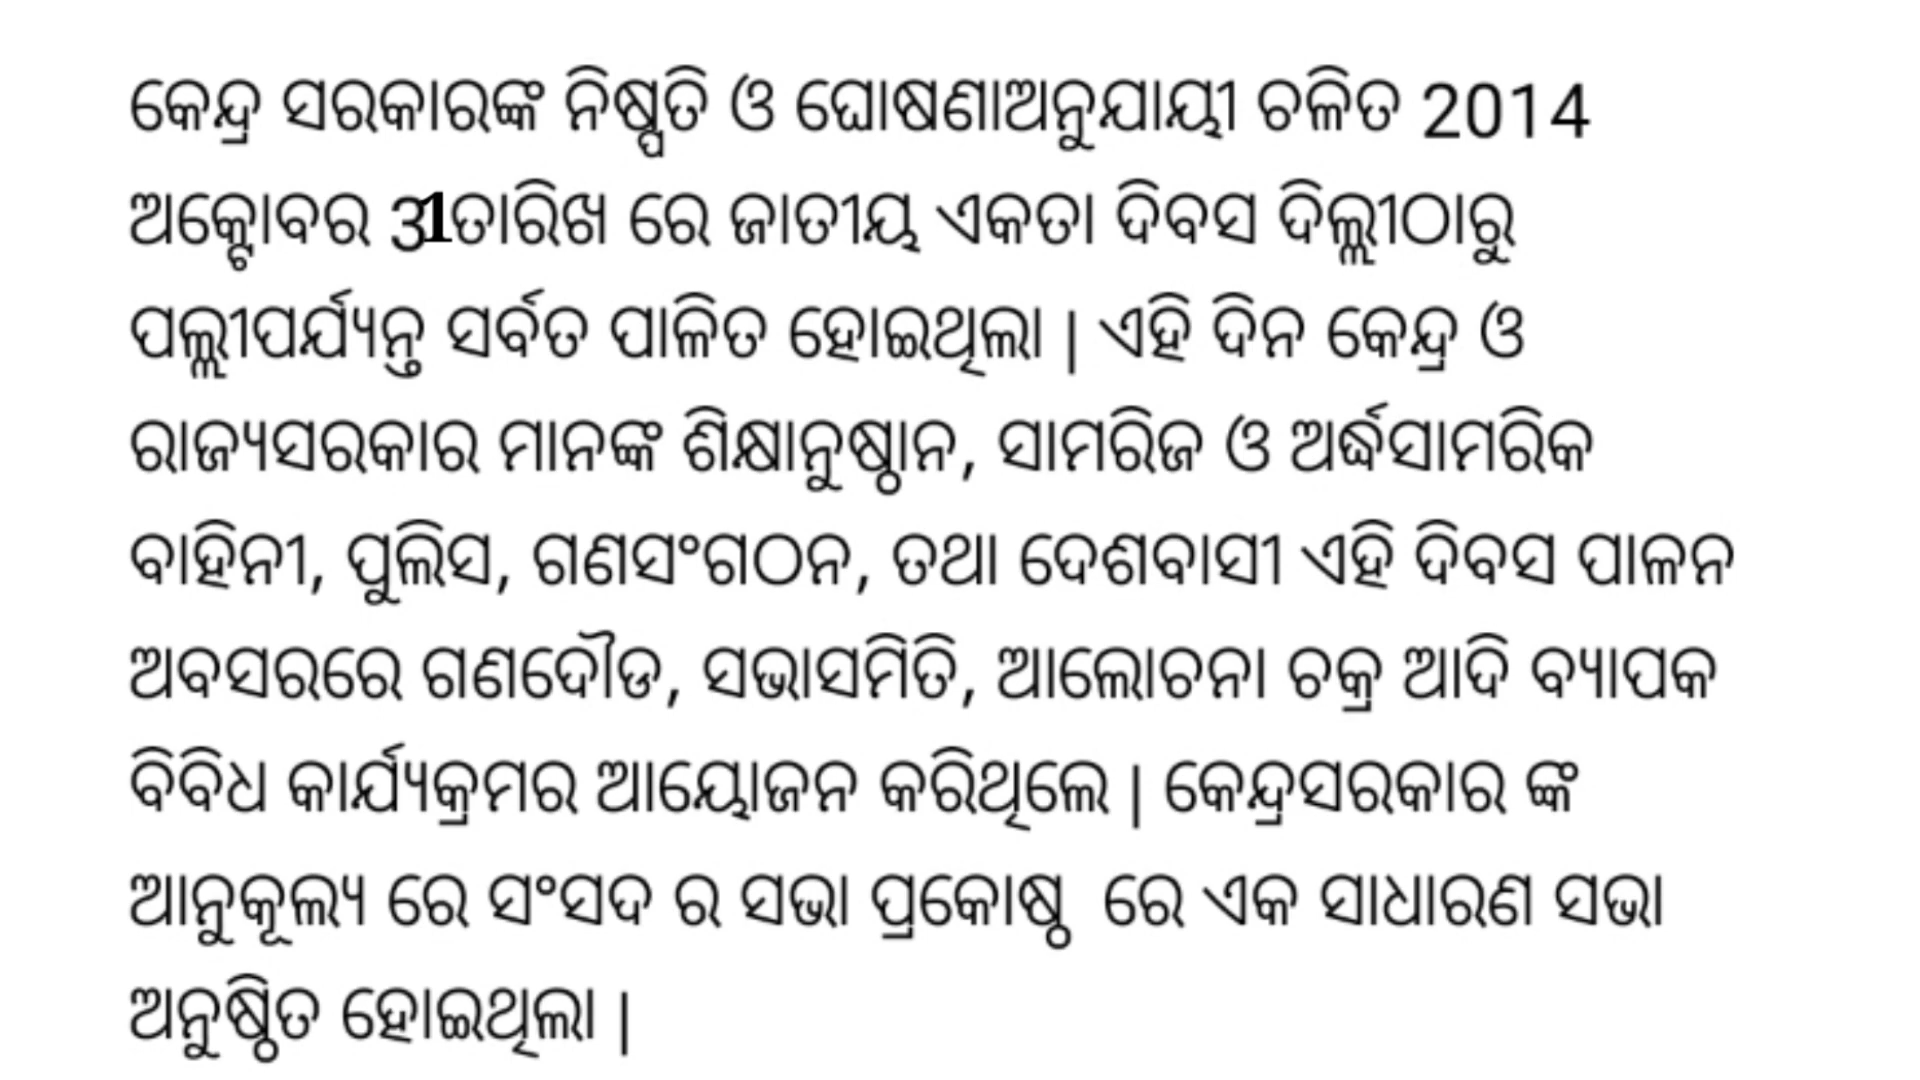 କେନ୍ଦ୍ର ସରକାରଙ୍କ ନିଷ୍ପତି ଓ ଘୋଷଣାଅନୁଯାୟୀ ଚଳିତ 2014
ଅକ୍ଟୋବର 31ତାରିଖ ରେ ଜାତୀୟ ଏକତା ଦିବସ ଦିଲ୍ଲୀଠାରୁ
ପଲ୍ଲୀପର୍ଯ୍ୟନ୍ତ ସର୍ବତ ପାଳିତ ହୋଇଥିଲା | ଏହି ଦିନ କେନ୍ଦ୍ର ଓ
ରାଜ୍ୟସରକାର ମାନଙ୍କ ଶିକ୍ଷାନୁଷ୍ଠାନ, ସାମରିଜ ଓ ଅର୍ଦ୍ଧସାମରିକ
ବାହିନୀ, ପୁଲିସ, ଗଣସଂଗଠନ, ତଥା ଦେଶବାସୀ ଏହି ଦିବସ ପାଳନ
ଅବସରରେ ଗଣଦୌଡ, ସଭାସମିତି, ଆଲୋଚନା ଚକ୍ର ଆଦି ବ୍ୟାପକ
ବିବିଧ କାର୍ଯ୍ୟକ୍ରମର ଆୟୋଜନ କରିଥିଲେ | କେନ୍ଦ୍ରସରକାର ଙ୍କ
ଆନୁକୂଲ୍ୟ ରେ ସଂସଦ ର ସଭା ପ୍ରକୋଷ୍ଠ  ରେ ଏକ ସାଧାରଣ ସଭା
ଅନୁଷ୍ଠିତ ହୋଇଥିଲା |